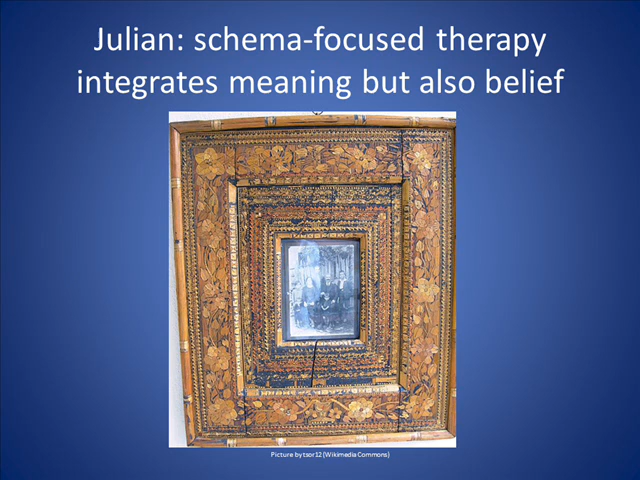 Julian: schema-focused therapy
integrates meaning but also belief
Picture by tsor12 (Wikimedia Commons)